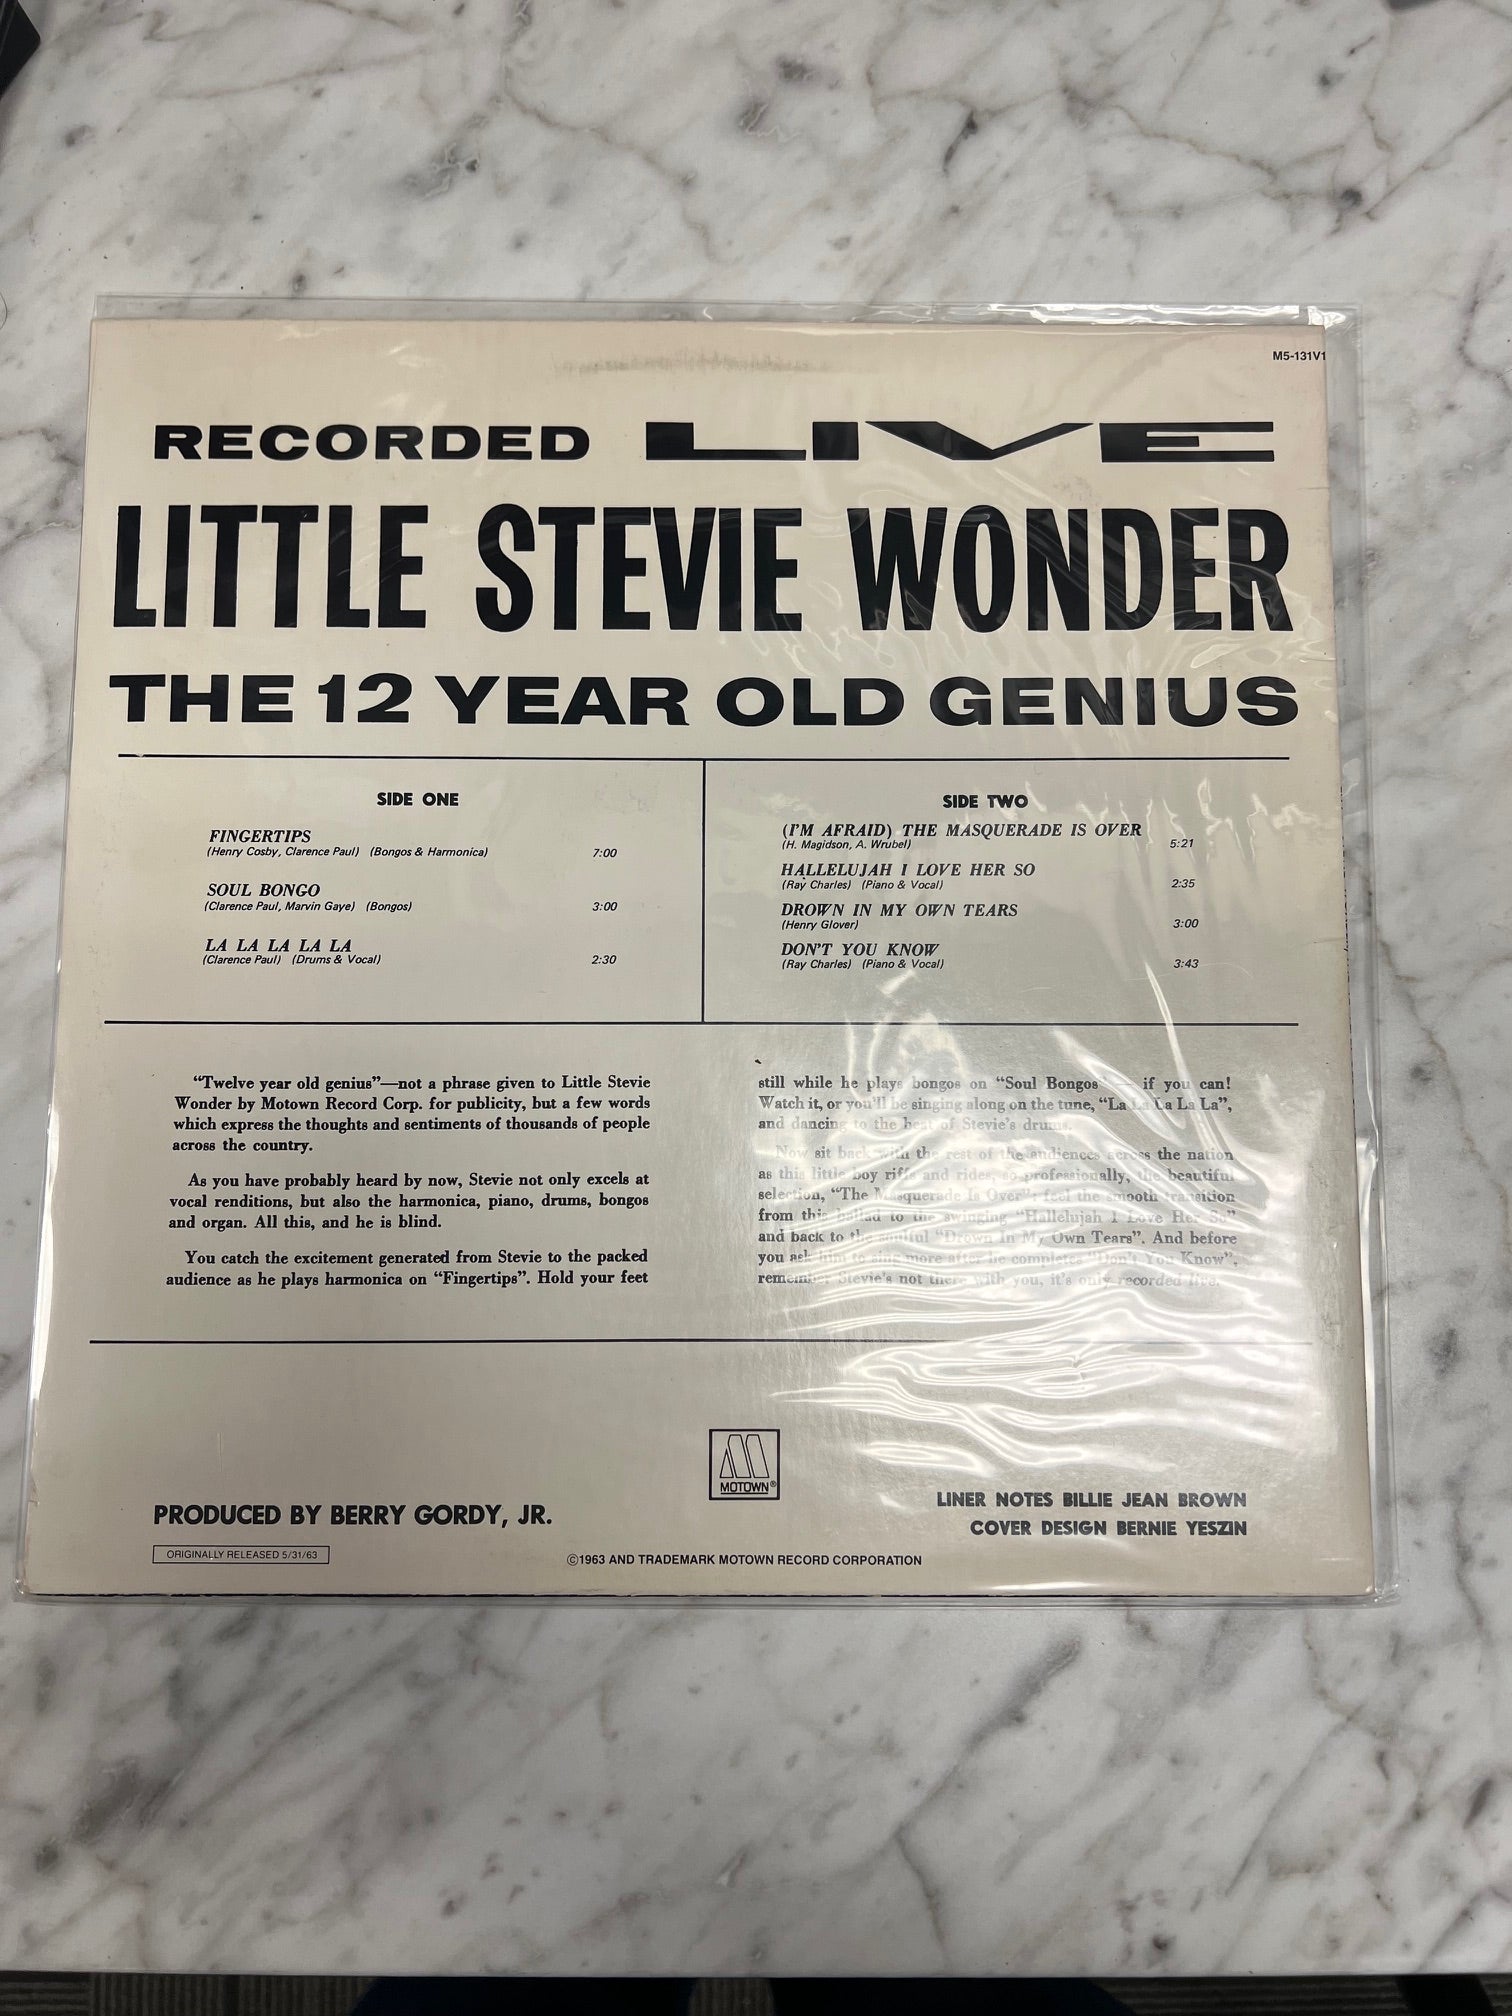 M5-131V1
RECORDED LIVE
LITTLE STEVIE WONDER
THE 12 YEAR OLD GENIUS
SIDE ONE
FINGERTIPS
(Henry Cosby, Clarence Paul) (Bongos & Harmonica) 7:00
SOUL BONGO
(Clarence Paul, Marvin Gaye) (Bongos) 3:00
LA LA LA LA LA
(Clarence Paul) (Drums & Vocal) 2:30
SIDE TWO
(I'M AFRAID) THE MASQUERADE IS OVER
(H. Magidson, A. Wrubel) 5:21
HALLELUJAH I LOVE HER SO
(Ray Charles) (Piano & Vocal) 2:35
DROWN IN MY OWN TEARS
(Henry Glover) 3:00
DON'T YOU KNOW
(Ray Charles) (Piano & Vocal) 3:43
"Twelve year old genius"—not a phrase given to Little Stevie
Wonder by Motown Record Corp. for publicity, but a few words
which express the thoughts and sentiments of thousands of people
across the country.
As you have probably heard by now, Stevie not only excels at
vocal renditions, but also the harmonica, piano, drums, bongos
and organ. All this, and he is blind.
You catch the excitement generated from Stevie to the packed
audience as he plays harmonica on "Fingertips". Hold your feet
still while he plays bongos on "Soul Bongos" — if you can!
Watch it, or you'll be singing along on the tune, "La La La La La",
and dancing to the beat of Stevie's drums.
Now sit back with the rest of the audiences across the nation
as this little boy riffs and rides, so professionally, the beautiful
selection, "The Masquerade Is Over"; feel the smooth transition
from this ballad to the swinging "Hallelujah I Love Her So"
and back to the soulful "Drown In My Own Tears". And before
you ask him to sing more after he completes "Don't You Know",
remember Stevie's not there with you, it's only recorded live.
MOTOWN®
PRODUCED BY BERRY GORDY, JR.
LINER NOTES BILLIE JEAN BROWN
COVER DESIGN BERNIE YESZIN
ORIGINALLY RELEASED 5/31/63
©1963 AND TRADEMARK MOTOWN RECORD CORPORATION